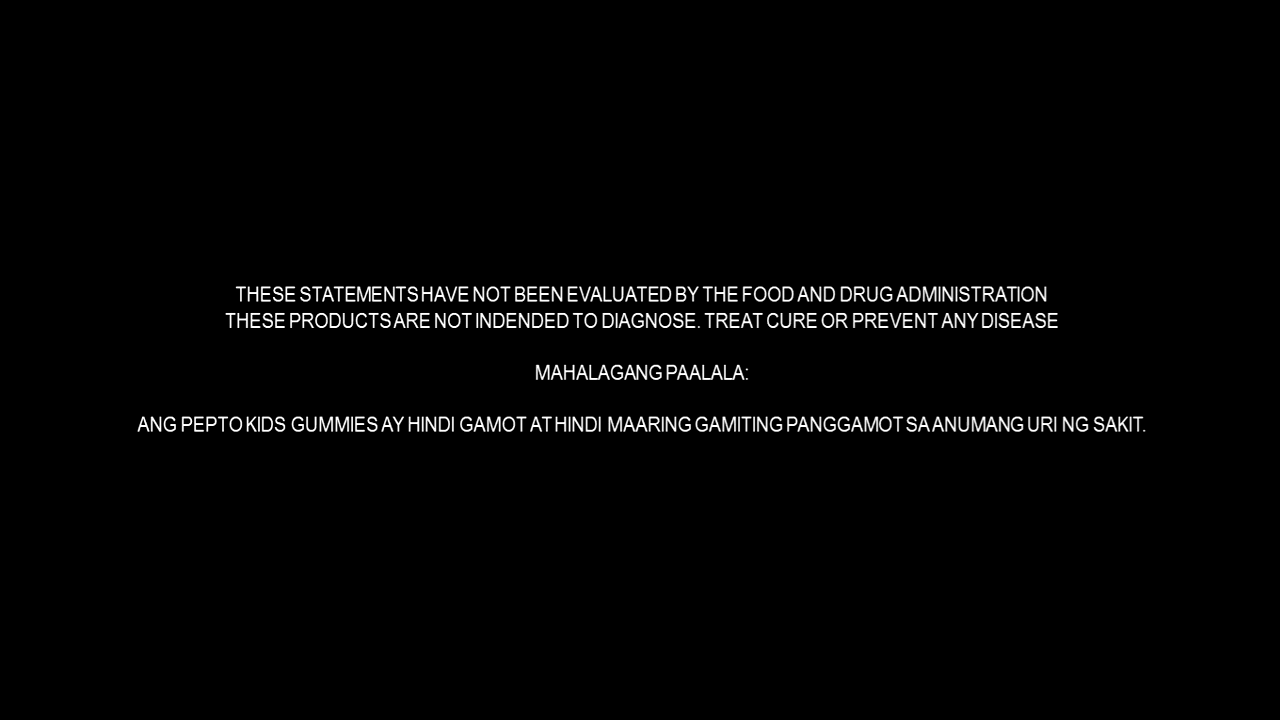 THESE STATEMENTS HAVE NOT BEEN EVALUATED BY THE FOOD AND DRUG ADMINISTRATION
THESE PRODUCTS ARE NOT INDENDED TO DIAGNOSE. TREAT CURE OR PREVENT ANY DISEASE
MAHALAGANG PAALALA:
ANG PEPTO KIDS GUMMIES AY HINDI GAMOT AT HINDI MAARING GAMITING PANGGAMOT SA ANUMANG URI NG SAKIT.